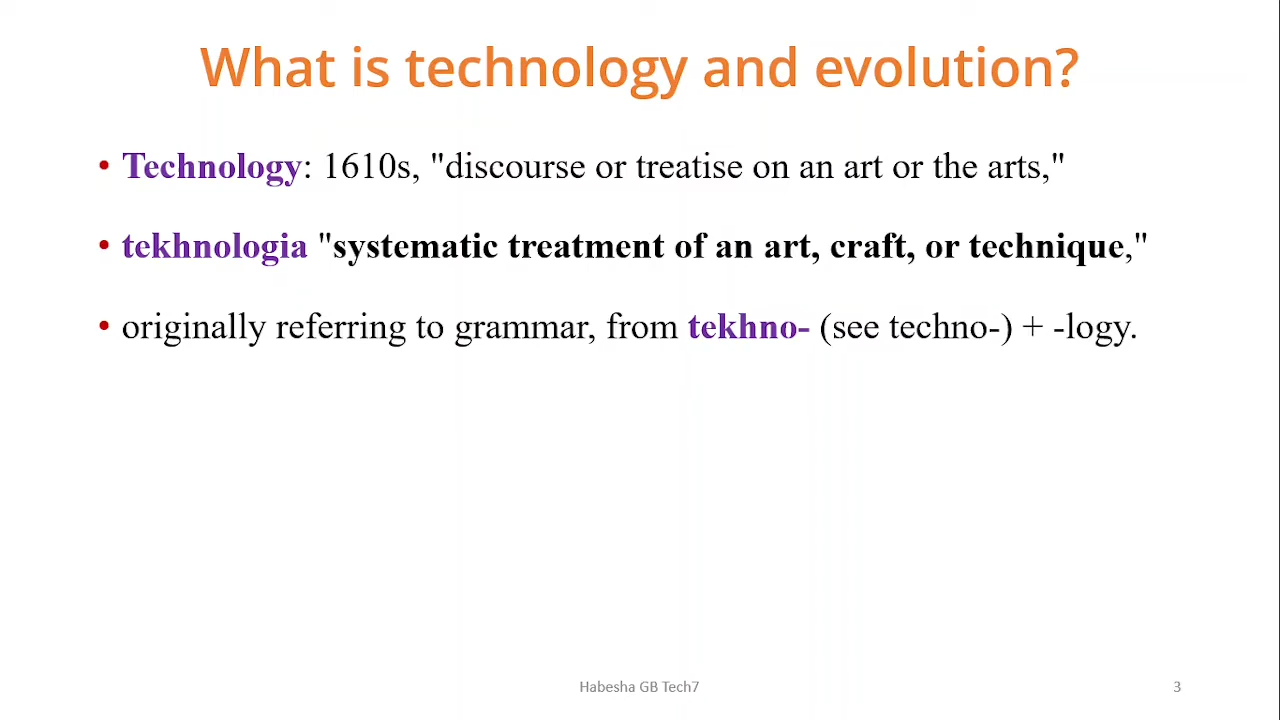 What is technology and evolution?
• Technology: 1610s, "discourse or treatise on an art or the arts,"
• tekhnologia "systematic treatment of an art, craft, or technique,"
• originally referring to grammar, from tekhno- (see techno-) + -logy.
Habesha GB Tech7
3